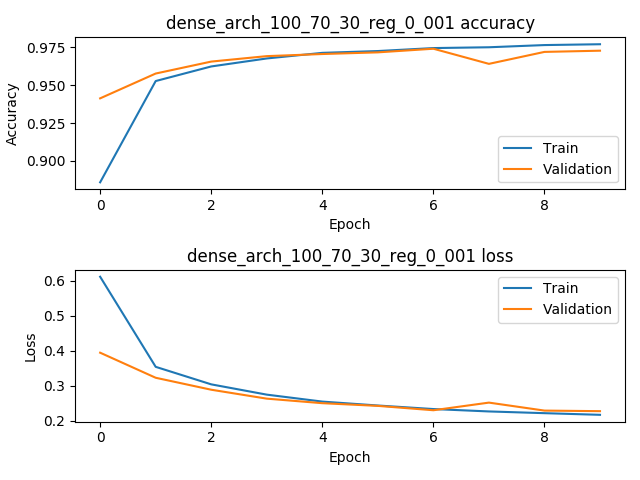 dense_arch_100_70_30_reg_0_001 accuracy
0.975
0.950
0.925
0.900
Accuracy
Train
Validation
0 2 4 6 8
Epoch
dense_arch_100_70_30_reg_0_001 loss
0.6
0.5
0.4
0.3
0.2
Loss
Train
Validation
0 2 4 6 8
Epoch